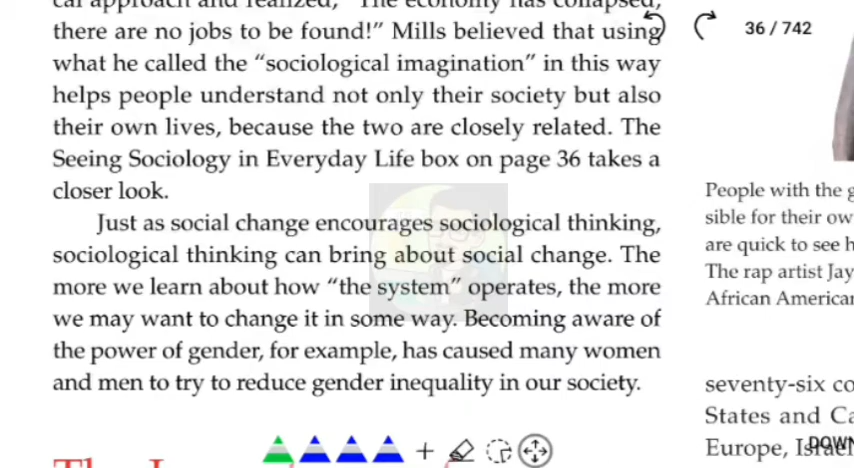 there are no jobs to be found!” Mills believed that using
what he called the “sociological imagination” in this way
helps people understand not only their society but also
their own lives, because the two are closely related. The
Seeing Sociology in Everyday Life box on page 36 takes a
closer look.
Just as social change encourages sociological thinking,
sociological thinking can bring about social change. The
more we learn about how “the system” operates, the more
we may want to change it in some way. Becoming aware of
the power of gender, for example, has caused many women
and men to try to reduce gender inequality in our society.
36 / 742
People with the g
sible for their ow
are quick to see h
The rap artist Jay
African American
seventy-six co
States and Ca
Europe, Israel